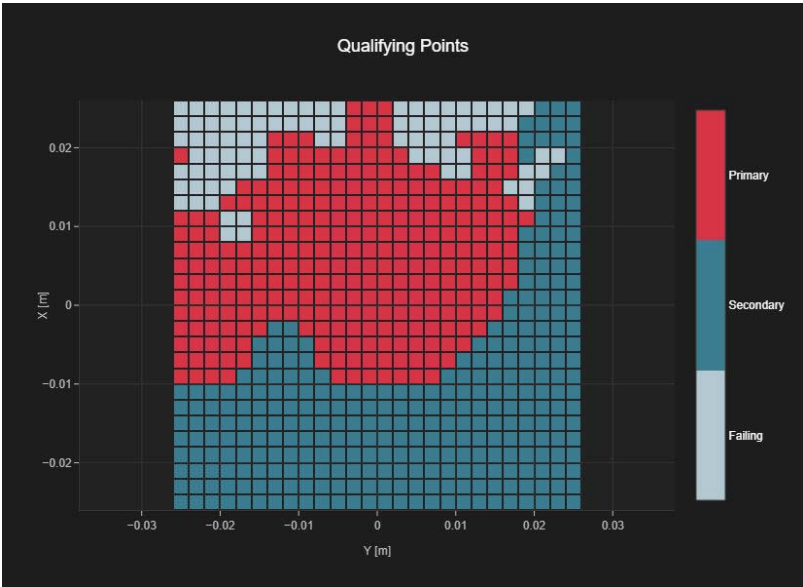 Qualifying Points
0.02
0.01
0
−0.01
−0.02
X [m]
−0.03 −0.02 −0.01 0 0.01 0.02 0.03
Y [m]
Primary
Secondary
Failing